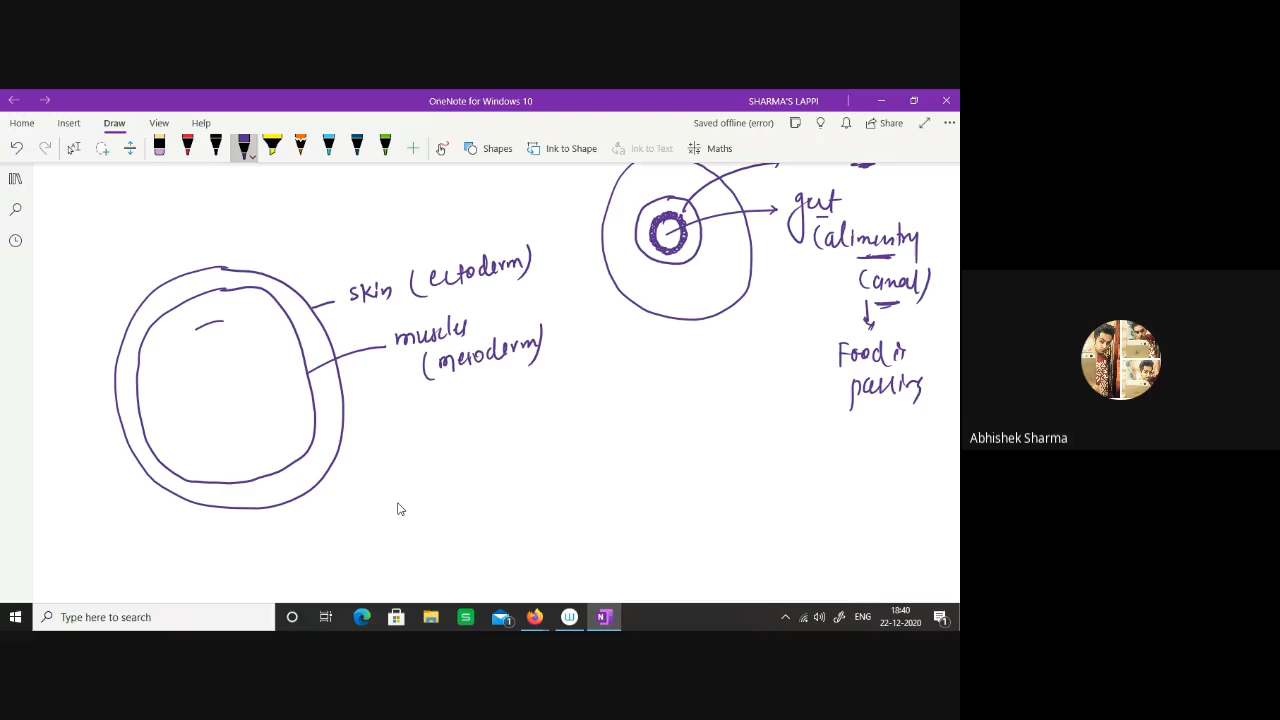 OneNote for Windows 10
SHARMA'S LAPPI
Home
Insert
Draw
View
Help
Saved offline (error)
Share
Shapes
Ink to Shape
Ink to Text
Maths
gut
(alimentry
canal)
Food is
passing
skin (ectoderm)
muscles
(mesoderm)
Abhishek Sharma
Type here to search
ENG
18:40
22-12-2020